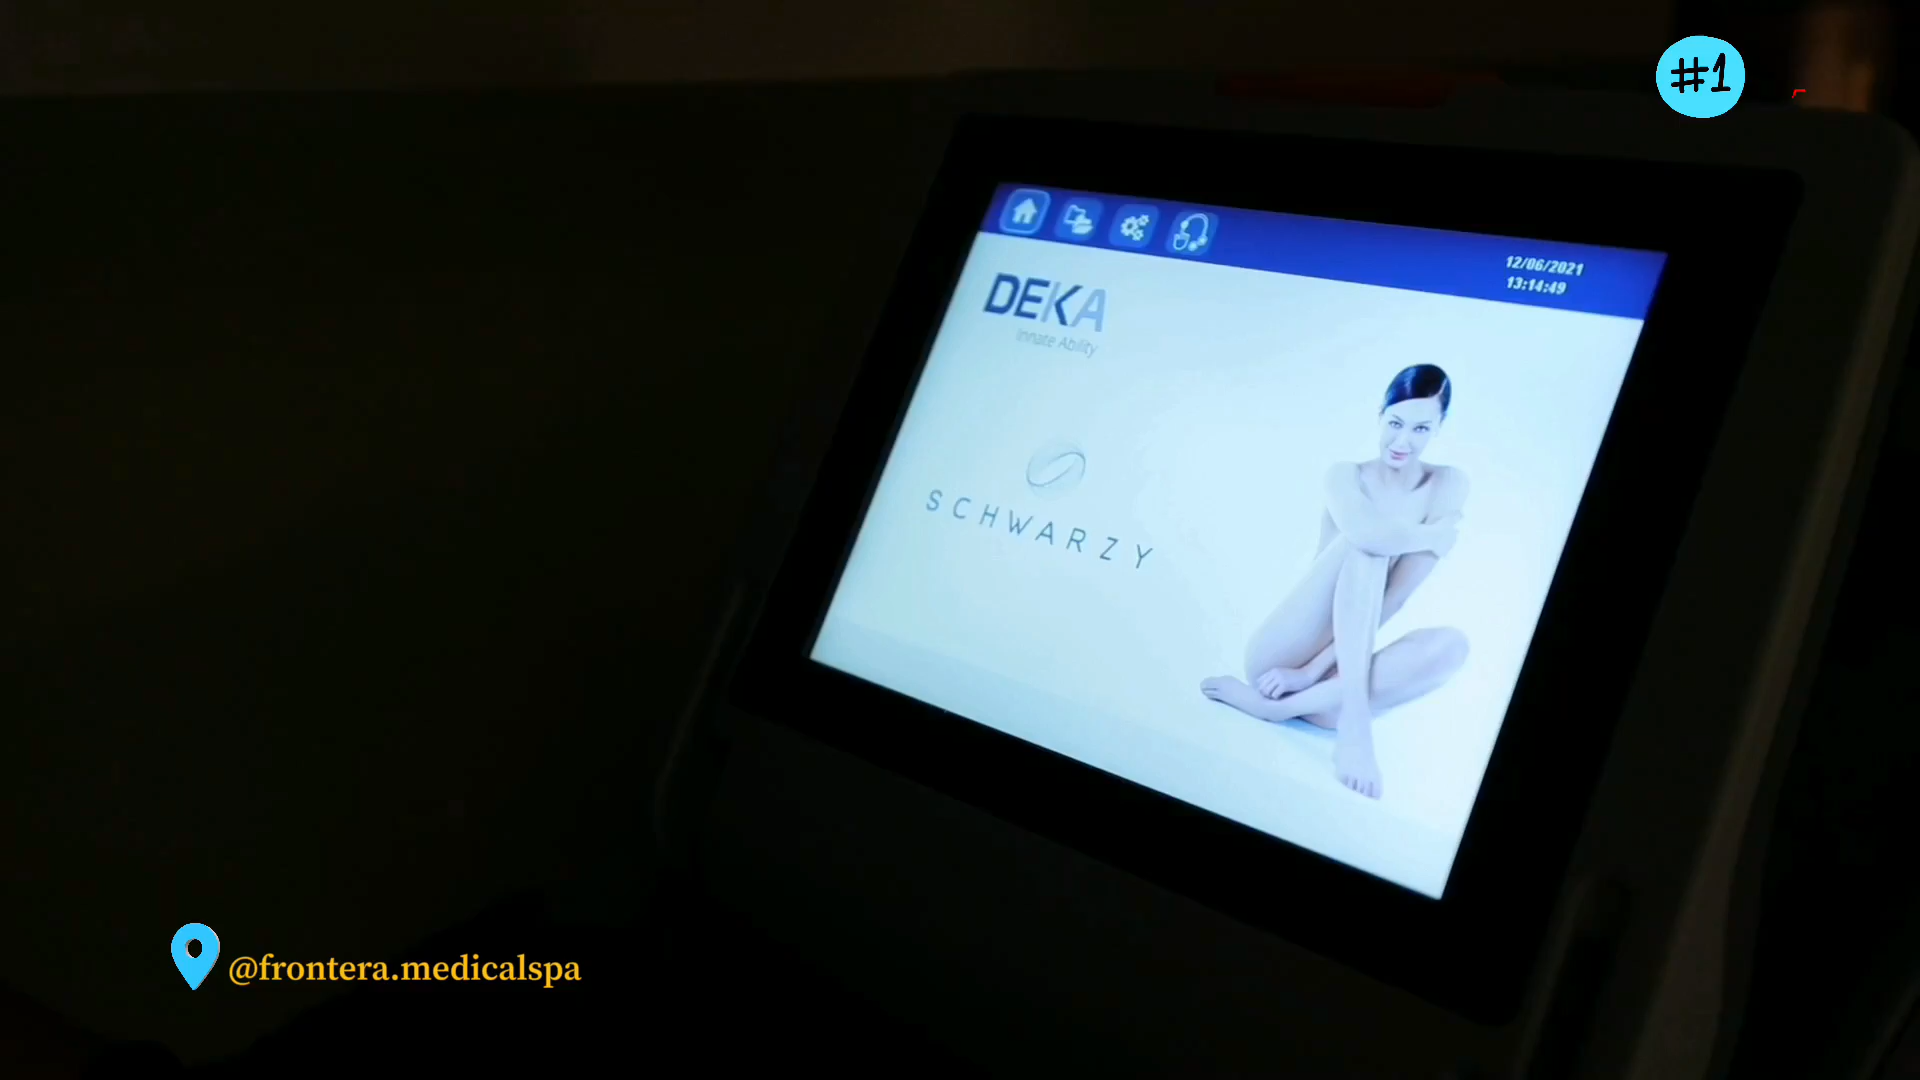 #1
12/06/2021
13:14:49
DEKA
Innate Ability
SCHWARZY
@frontera.medicalspa